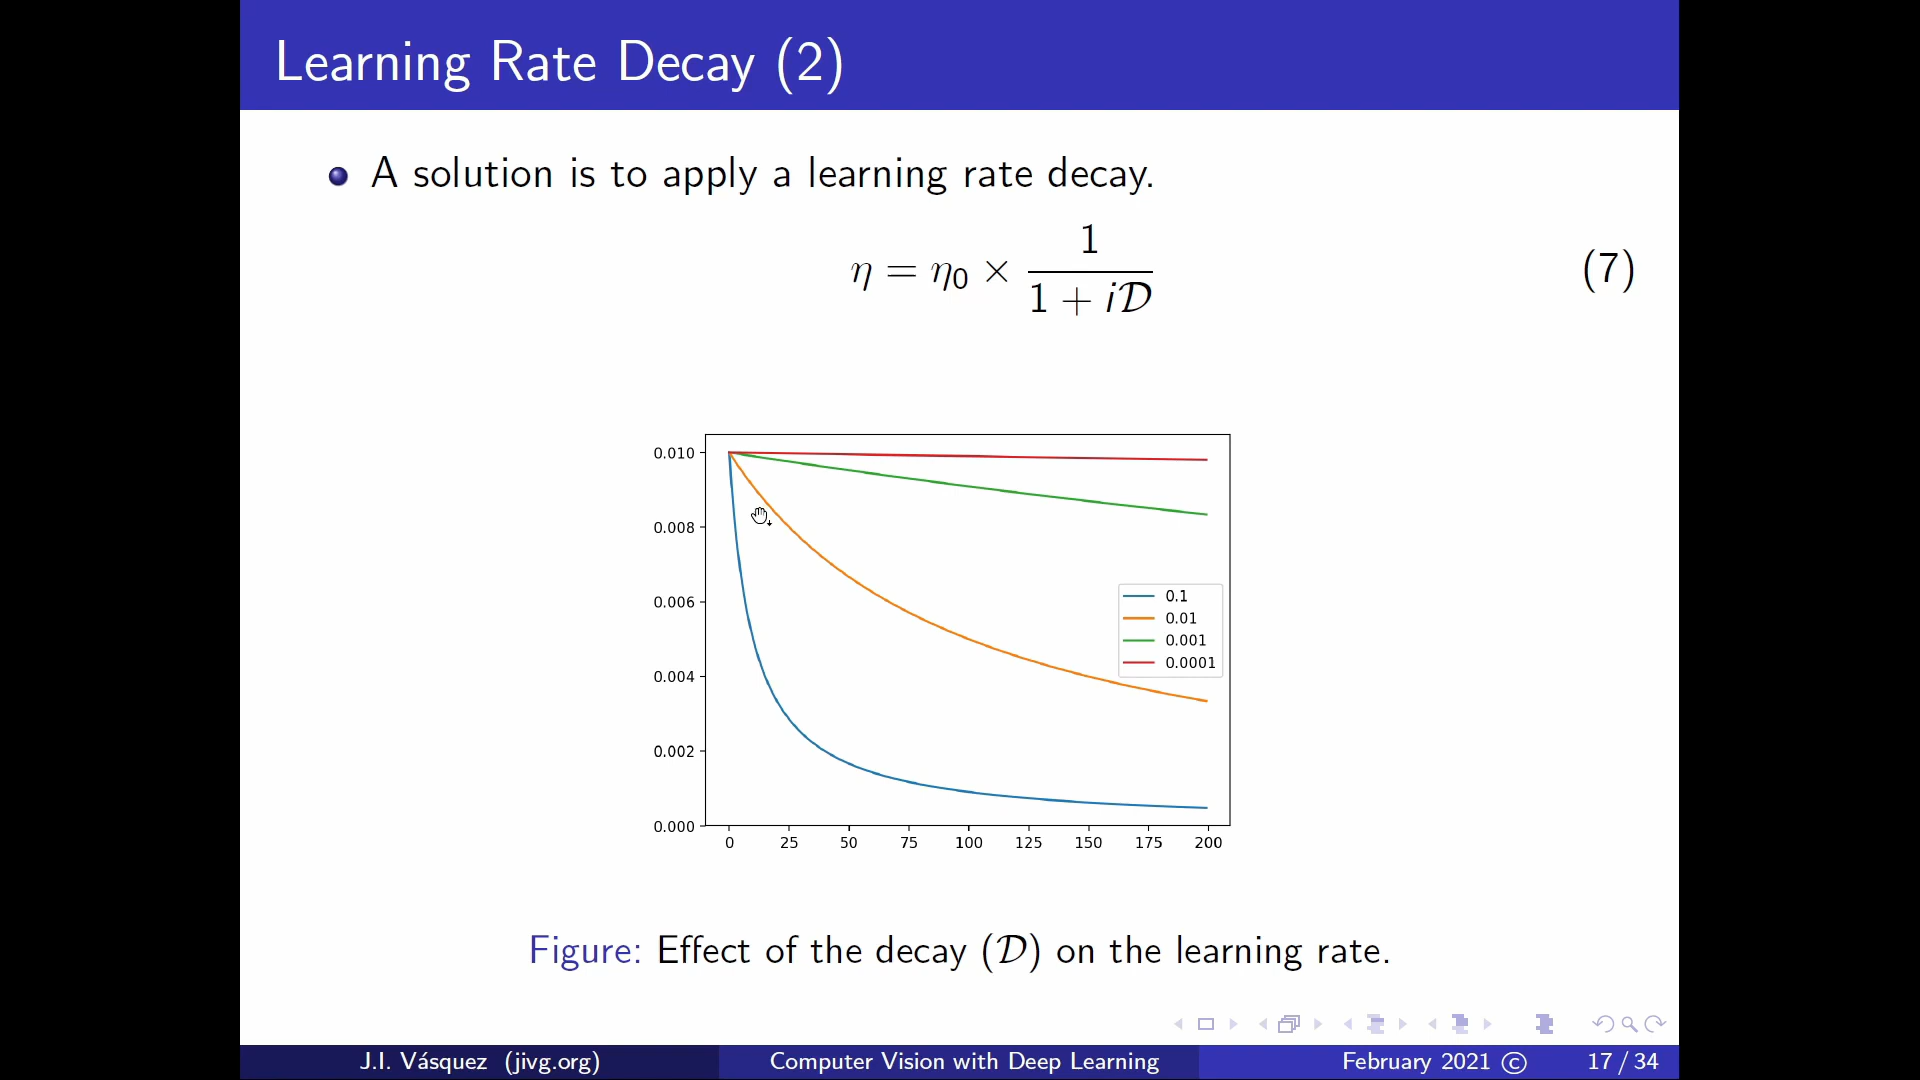 Learning Rate Decay (2)
A solution is to apply a learning rate decay.
η = η₀ × 1 / (1 + i𝒟) (7)
0.010
0.008
0.006
0.004
0.002
0.000
0.1
0.01
0.001
0.0001
0 25 50 75 100 125 150 175 200
Figure: Effect of the decay (𝒟) on the learning rate.
J.I. Vásquez (jivg.org) Computer Vision with Deep Learning February 2021 © 17 / 34